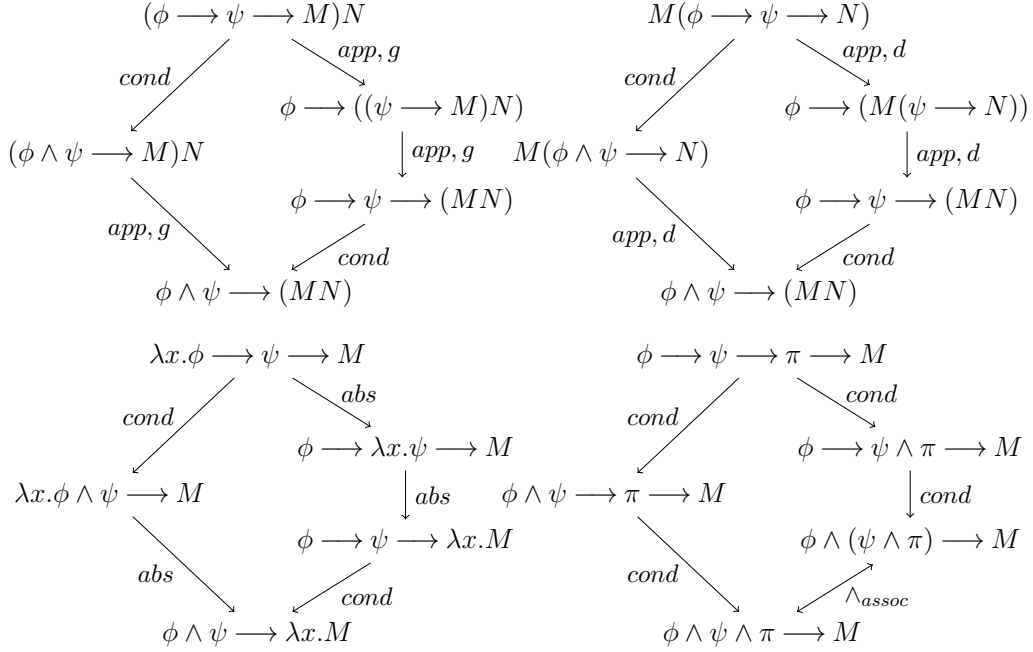 (ϕ ⟶ ψ ⟶ M)N
cond
app, g
ϕ ⟶ ((ψ ⟶ M)N)
(ϕ ∧ ψ ⟶ M)N
app, g
ϕ ⟶ ψ ⟶ (MN)
app, g
cond
ϕ ∧ ψ ⟶ (MN)
M(ϕ ⟶ ψ ⟶ N)
cond
app, d
ϕ ⟶ (M(ψ ⟶ N))
M(ϕ ∧ ψ ⟶ N)
app, d
ϕ ⟶ ψ ⟶ (MN)
app, d
cond
ϕ ∧ ψ ⟶ (MN)
λx.ϕ ⟶ ψ ⟶ M
cond
abs
ϕ ⟶ λx.ψ ⟶ M
λx.ϕ ∧ ψ ⟶ M
abs
ϕ ⟶ ψ ⟶ λx.M
abs
cond
ϕ ∧ ψ ⟶ λx.M
ϕ ⟶ ψ ⟶ π ⟶ M
cond
cond
ϕ ⟶ ψ ∧ π ⟶ M
ϕ ∧ ψ ⟶ π ⟶ M
cond
ϕ ∧ (ψ ∧ π) ⟶ M
cond
∧assoc
ϕ ∧ ψ ∧ π ⟶ M